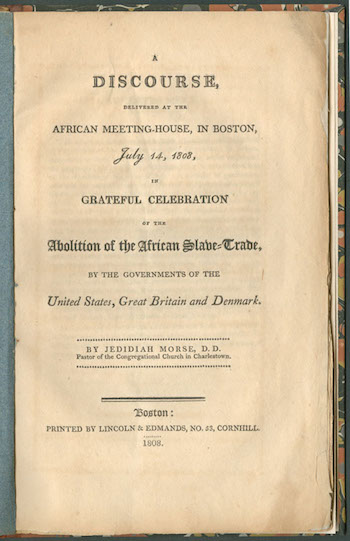 A
DISCOURSE,
DELIVERED AT THE
AFRICAN MEETING-HOUSE, IN BOSTON,
July 14, 1808,
IN
GRATEFUL CELEBRATION
OF THE
Abolition of the African Slave-Trade,
BY THE GOVERNMENTS OF THE
United States, Great Britain and Denmark.
BY JEDIDIAH MORSE, D. D.
Pastor of the Congregational Church in Charlestown.
Boston:
PRINTED BY LINCOLN & EDMANDS, NO. 53, CORNHILL.
1808.